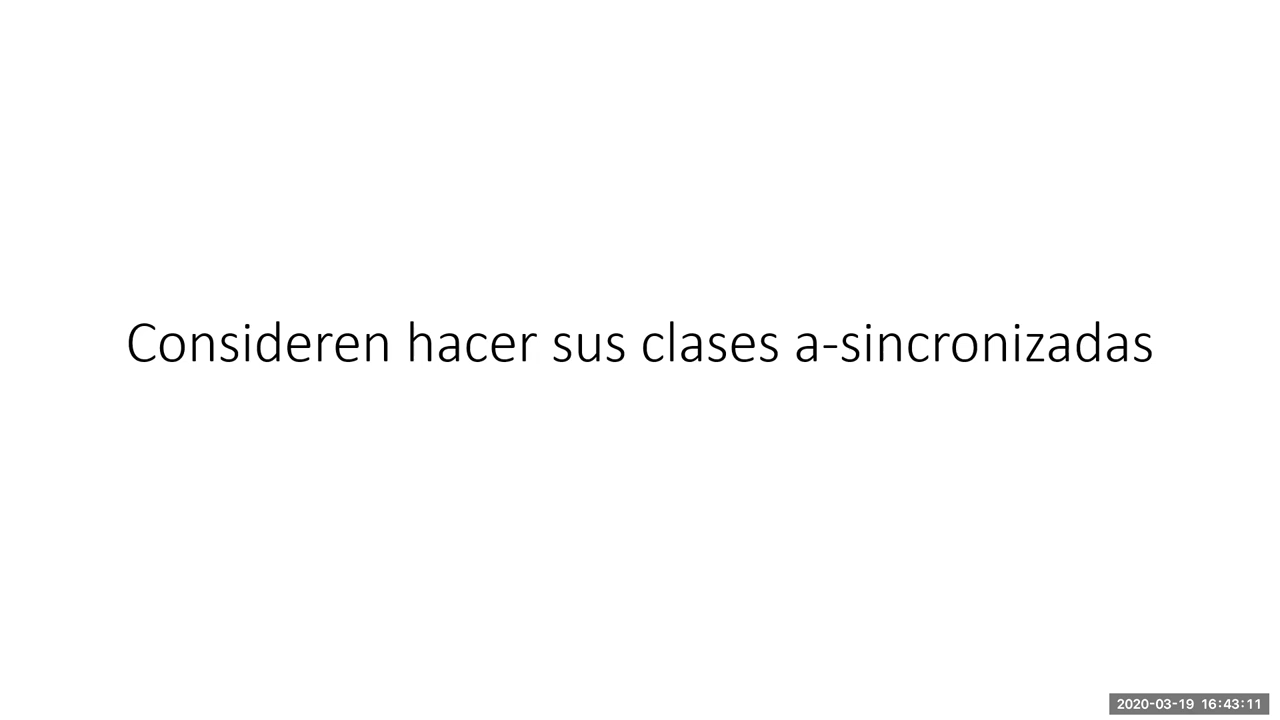 Consideren hacer sus clases a-sincronizadas
2020-03-19 16:43:11